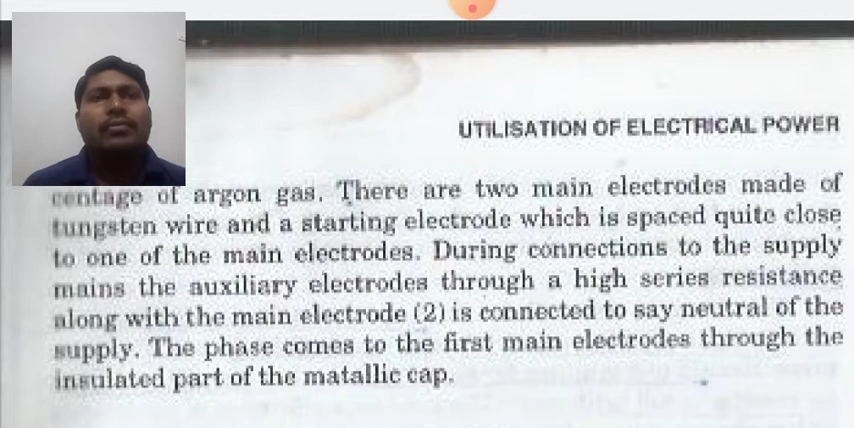 UTILISATION OF ELECTRICAL POWER
centage of argon gas. There are two main electrodes made of
tungsten wire and a starting electrode which is spaced quite close
to one of the main electrodes. During connections to the supply
mains the auxiliary electrodes through a high series resistance
along with the main electrode (2) is connected to say neutral of the
supply. The phase comes to the first main electrodes through the
insulated part of the matallic cap.